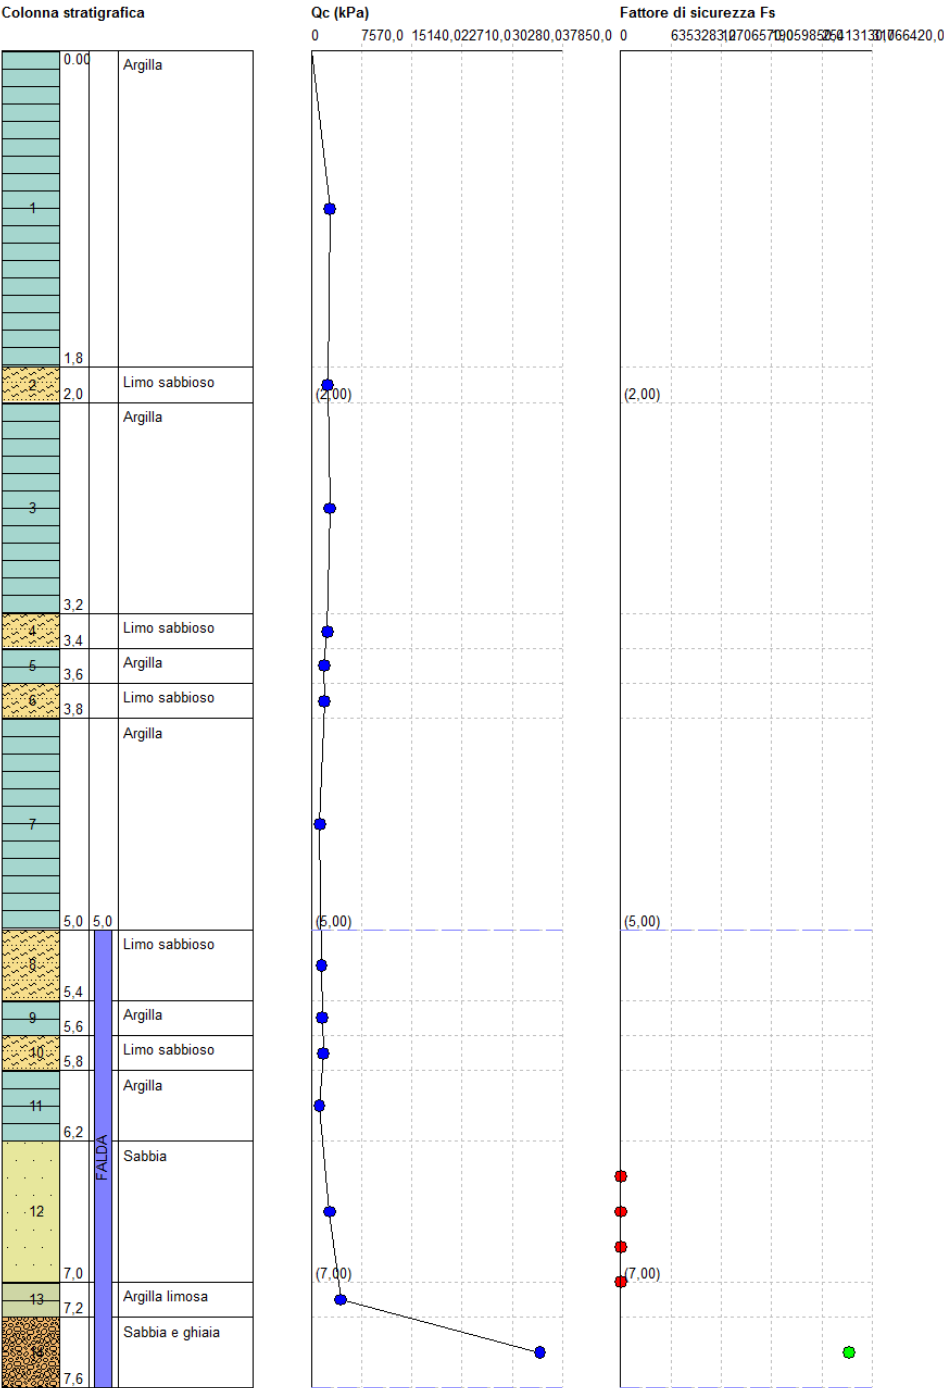 Colonna stratigrafica
Qc (kPa)
Fattore di sicurezza Fs
0 7570,0 15140,0 22710,0 30280,0 37850,0
0
0.00
Argilla
1
1,8
2
Limo sabbioso
2,0
(2,00)
(2,00)
Argilla
3
3,2
4
Limo sabbioso
3,4
5
Argilla
3,6
6
Limo sabbioso
3,8
Argilla
7
5,0
5,0
(5,00)
(5,00)
Limo sabbioso
8
5,4
9
Argilla
5,6
10
Limo sabbioso
5,8
Argilla
11
6,2
FALDA
Sabbia
12
7,0
(7,00)
(7,00)
13
Argilla limosa
7,2
Sabbia e ghiaia
14
7,6